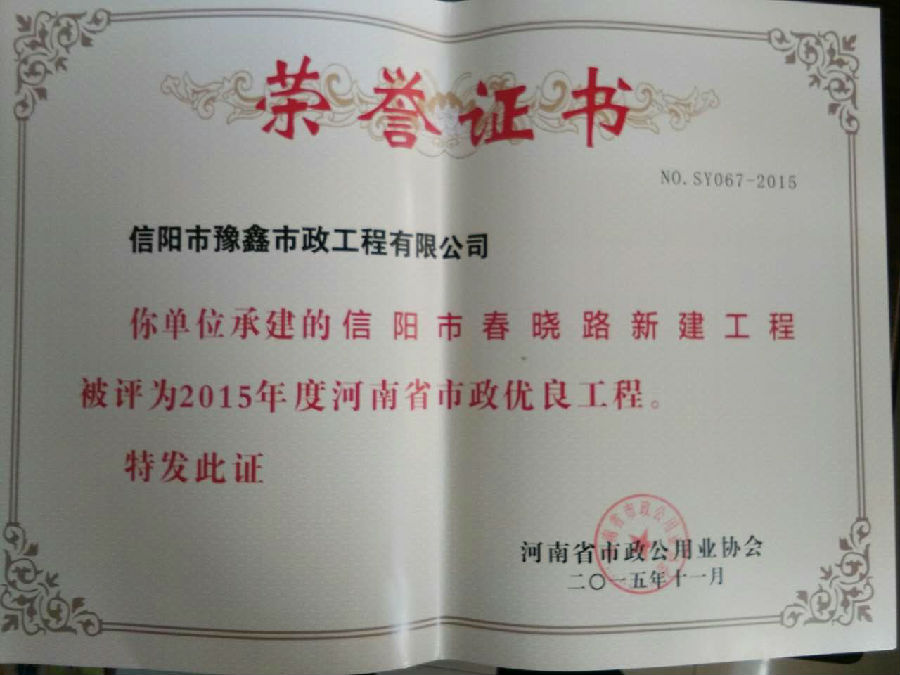 荣誉证书
NO.SY067-2015
信阳市豫鑫市政工程有限公司
你单位承建的信阳市春晓路新建工程
被评为2015年度河南省市政优良工程。
特发此证
河南省市政公用业协会
二〇一五年十一月